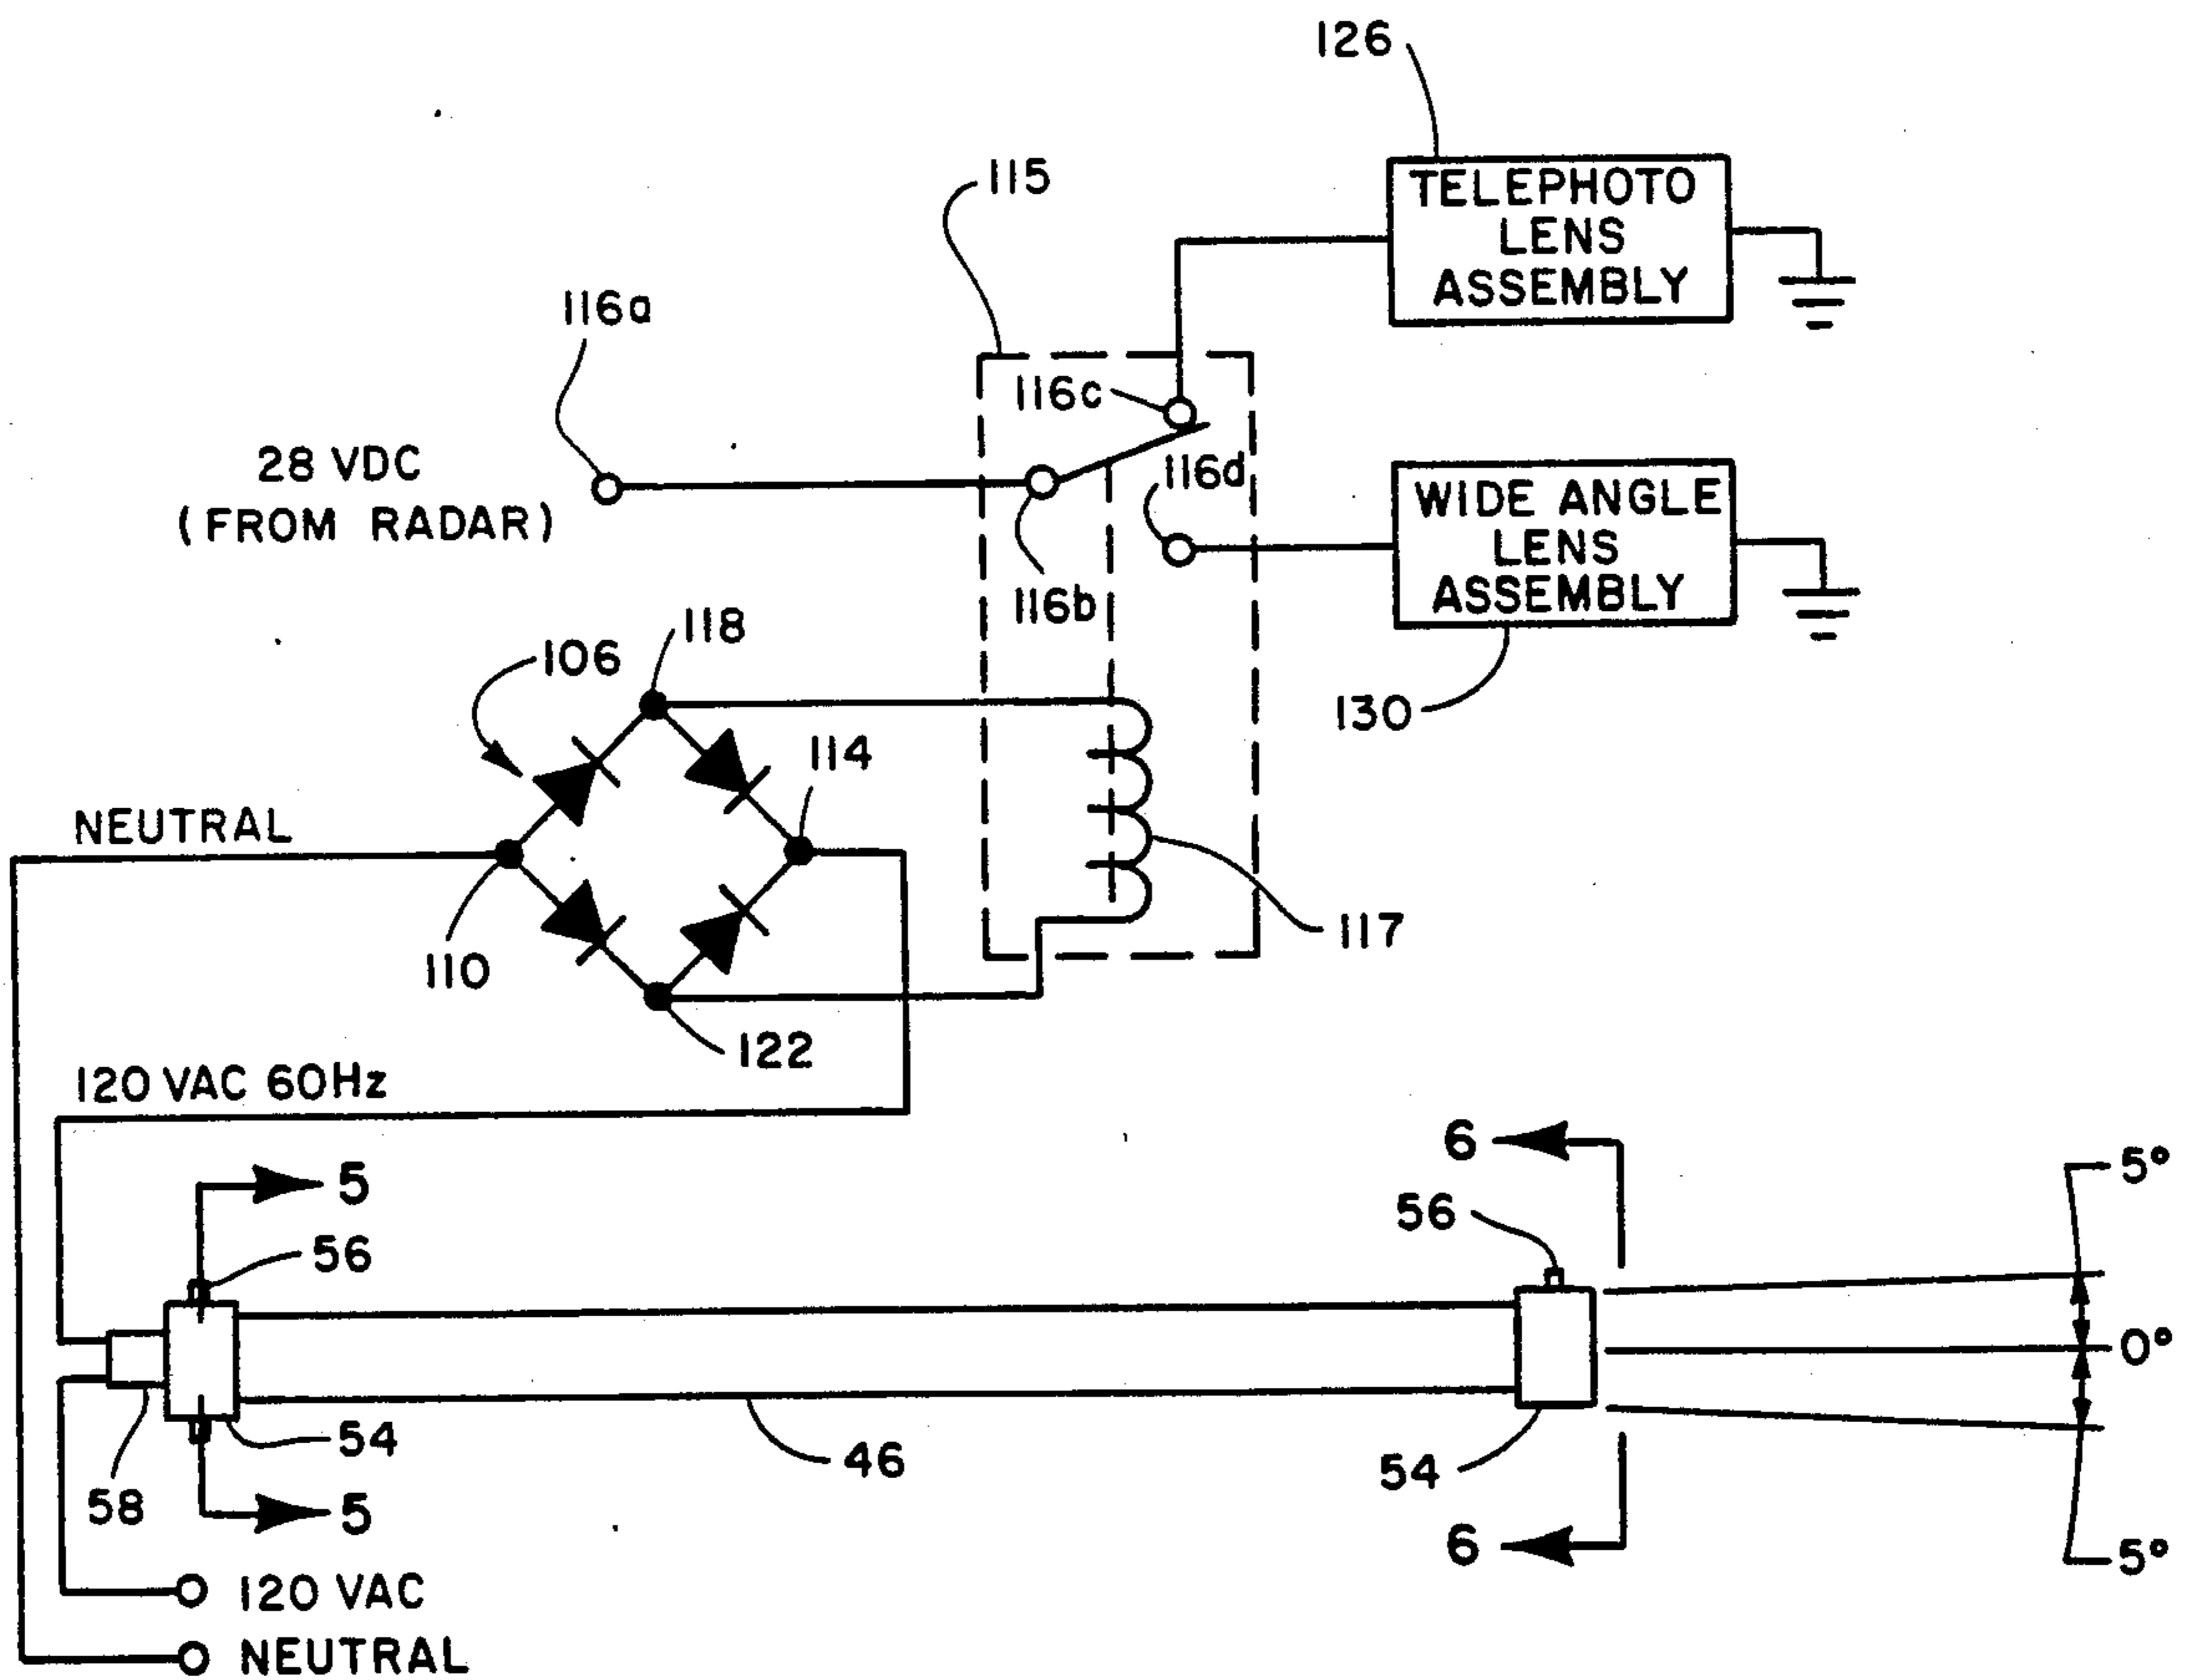 126
115
TELEPHOTO
LENS
ASSEMBLY
116a
116c
28 VDC
(FROM RADAR)
116d
WIDE ANGLE
LENS
ASSEMBLY
116b
118
106
130
114
NEUTRAL
117
110
122
120 VAC 60Hz
6
5°
5
56
56
0°
54
46
54
58
5
6
5°
120 VAC
NEUTRAL